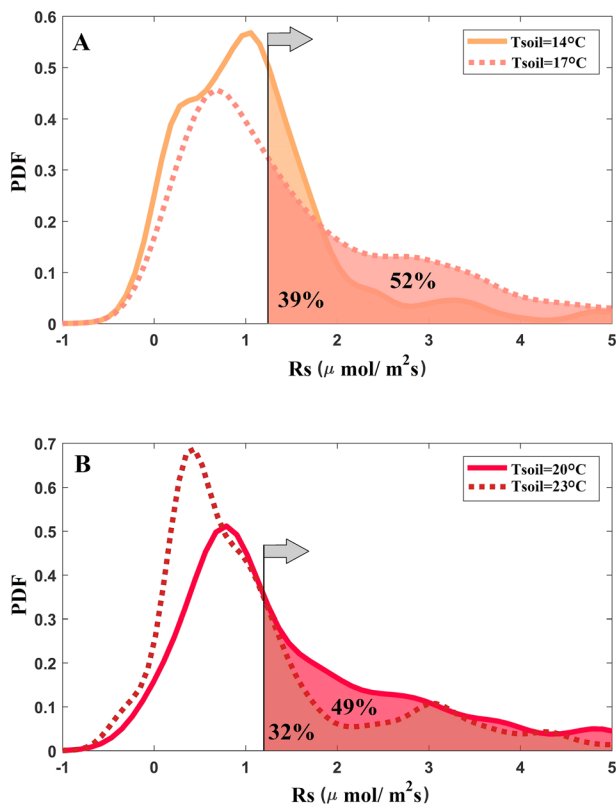 A
Tsoil=14°C
Tsoil=17°C
0.6
0.5
0.4
0.3
0.2
0.1
0
PDF
39%
52%
-1 0 1 2 3 4 5
Rs (μ mol/ m²s)
B
Tsoil=20°C
Tsoil=23°C
0.7
0.6
0.5
0.4
0.3
0.2
0.1
0
PDF
49%
32%
-1 0 1 2 3 4 5
Rs (μ mol/ m²s)